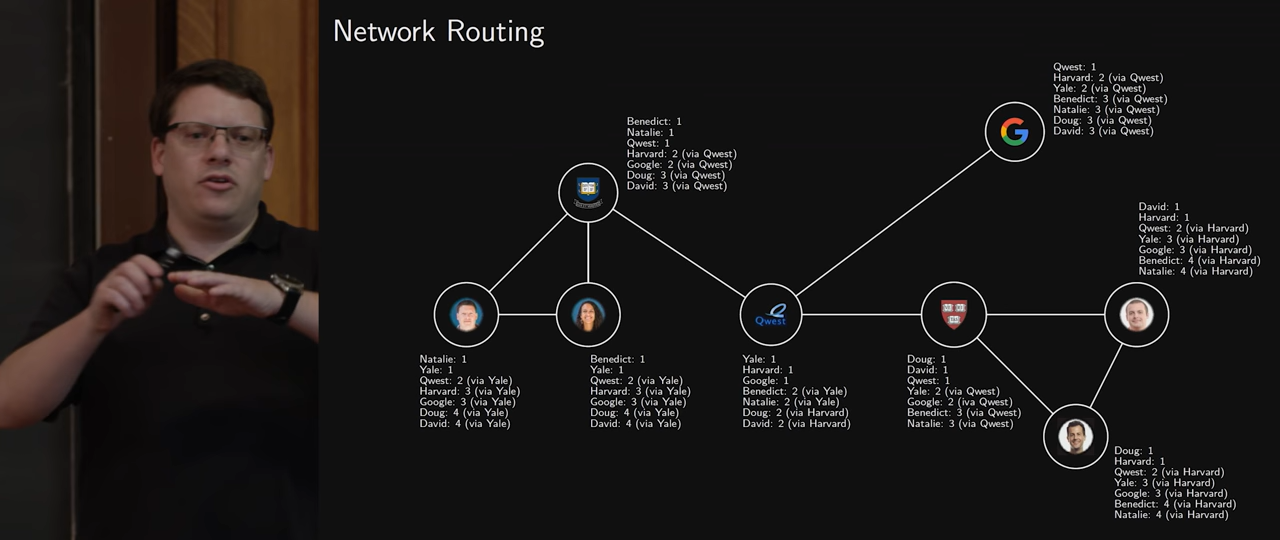 Network Routing
Qwest: 1
Harvard: 2 (via Qwest)
Yale: 2 (via Qwest)
Benedict: 3 (via Qwest)
Natalie: 3 (via Qwest)
Doug: 3 (via Qwest)
David: 3 (via Qwest)
Benedict: 1
Natalie: 1
Qwest: 1
Harvard: 2 (via Qwest)
Google: 2 (via Qwest)
Doug: 3 (via Qwest)
David: 3 (via Qwest)
David: 1
Harvard: 1
Qwest: 2 (via Harvard)
Yale: 3 (via Harvard)
Google: 3 (via Harvard)
Benedict: 4 (via Harvard)
Natalie: 4 (via Harvard)
G
Qwest
Natalie: 1
Yale: 1
Qwest: 2 (via Yale)
Harvard: 3 (via Yale)
Google: 3 (via Yale)
Doug: 4 (via Yale)
David: 4 (via Yale)
Benedict: 1
Yale: 1
Qwest: 2 (via Yale)
Harvard: 3 (via Yale)
Google: 3 (via Yale)
Doug: 4 (via Yale)
David: 4 (via Yale)
Yale: 1
Harvard: 1
Google: 1
Benedict: 2 (via Yale)
Natalie: 2 (via Yale)
Doug: 2 (via Harvard)
David: 2 (via Harvard)
Doug: 1
David: 1
Qwest: 1
Yale: 2 (via Qwest)
Google: 2 (iva Qwest)
Benedict: 3 (via Qwest)
Natalie: 3 (via Qwest)
Doug: 1
Harvard: 1
Qwest: 2 (via Harvard)
Yale: 3 (via Harvard)
Google: 3 (via Harvard)
Benedict: 4 (via Harvard)
Natalie: 4 (via Harvard)